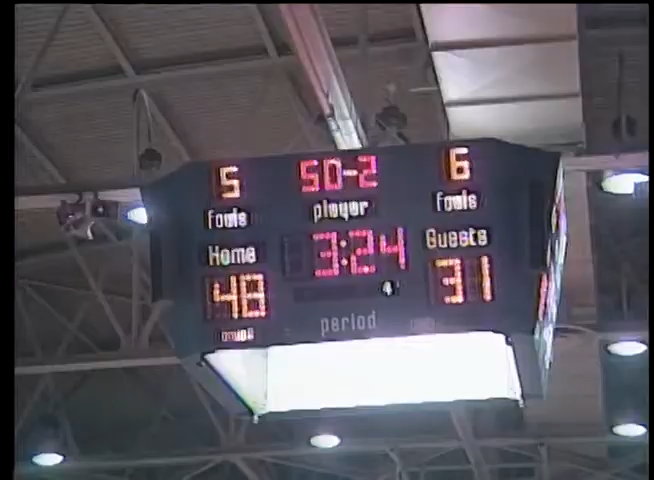 5 50-2 6
fouls player fouls
Home 3:24 Guests
48 4 31
period